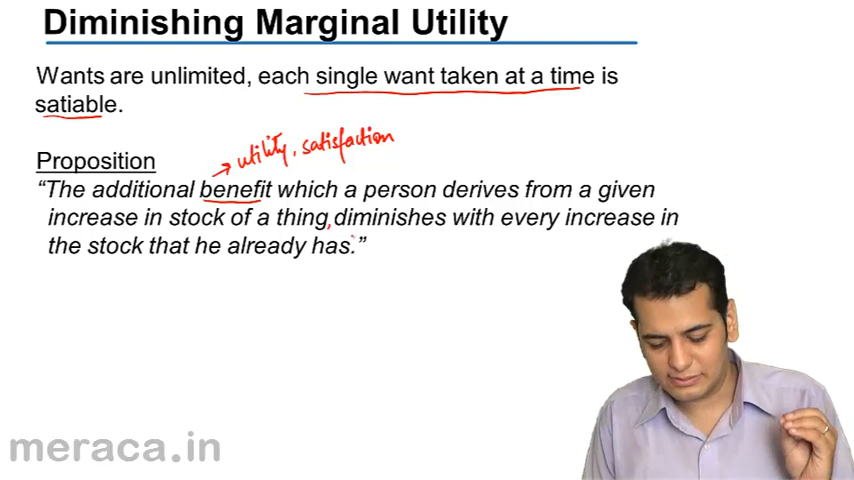 Diminishing Marginal Utility
Wants are unlimited, each single want taken at a time is
satiable.
utility, satisfaction
Proposition
“The additional benefit which a person derives from a given
increase in stock of a thing, diminishes with every increase in
the stock that he already has.”
meraca.in